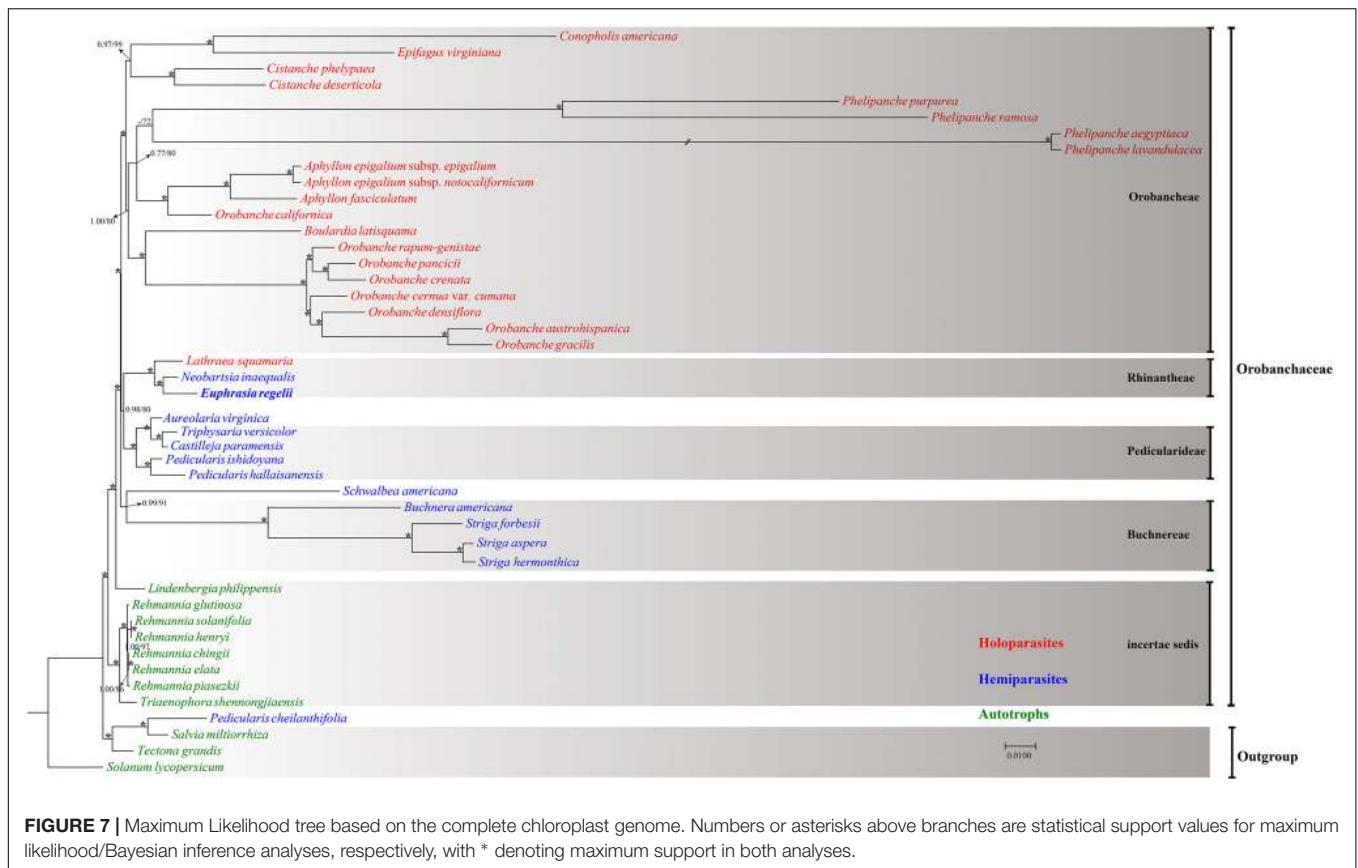 0.97/99
* Conopholis americana
* Epifagus virginiana
Cistanche phelypaea
* Cistanche deserticola
Phelipanche purpurea
* Phelipanche ramosa
-/72
Phelipanche aegyptiaca
* Phelipanche lavandulacea
0.77/80
Aphyllon epigalium subsp. epigalium
* Aphyllon epigalium subsp. notocalifornicum
* Aphyllon fasciculatum
Orobancheae
* Orobanche californica
1.00/80
Boulardia latisquama
Orobanche rapum-genistae
* Orobanche pancicii
* Orobanche crenata
Orobanche cernua var. cumana
* Orobanche densiflora
Orobanche austrohispanica
* Orobanche gracilis
Lathraea squamaria
Orobanchaceae
* Neobartsia inaequalis
Rhinantheae
* Euphrasia regelii
0.98/80
Aureolaria virginica
* Triphysaria versicolor
* Castilleja paramensis
Pedicularideae
* Pedicularis ishidoyana
* Pedicularis hallaisanensis
Schwalbea americana
0.99/91
Buchnera americana
* Striga forbesii
Buchnereae
* Striga aspera
* Striga hermonthica
Lindenbergia philippensis
Rehmannia glutinosa
* Rehmannia solanifolia
Rehmannia henryi
Holoparasites
incertae sedis
1.00/97
Rehmannia chingii
Rehmannia elata
Hemiparasites
Rehmannia piasezkii
Triaenophora shennongjiaensis
Pedicularis cheilanthifolia
Autotrophs
* Salvia miltiorrhiza
* Tectona grandis
0.0100
Outgroup
Solanum lycopersicum
FIGURE 7 | Maximum Likelihood tree based on the complete chloroplast genome. Numbers or asterisks above branches are statistical support values for maximum
likelihood/Bayesian inference analyses, respectively, with * denoting maximum support in both analyses.